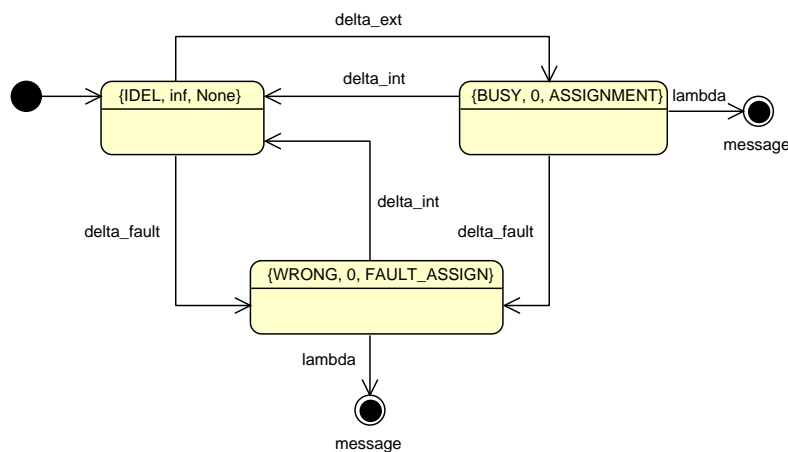 delta_ext
delta_int
{IDEL, inf, None}
{BUSY, 0, ASSIGNMENT}
lambda
message
delta_int
delta_fault
delta_fault
{WRONG, 0, FAULT_ASSIGN}
lambda
message